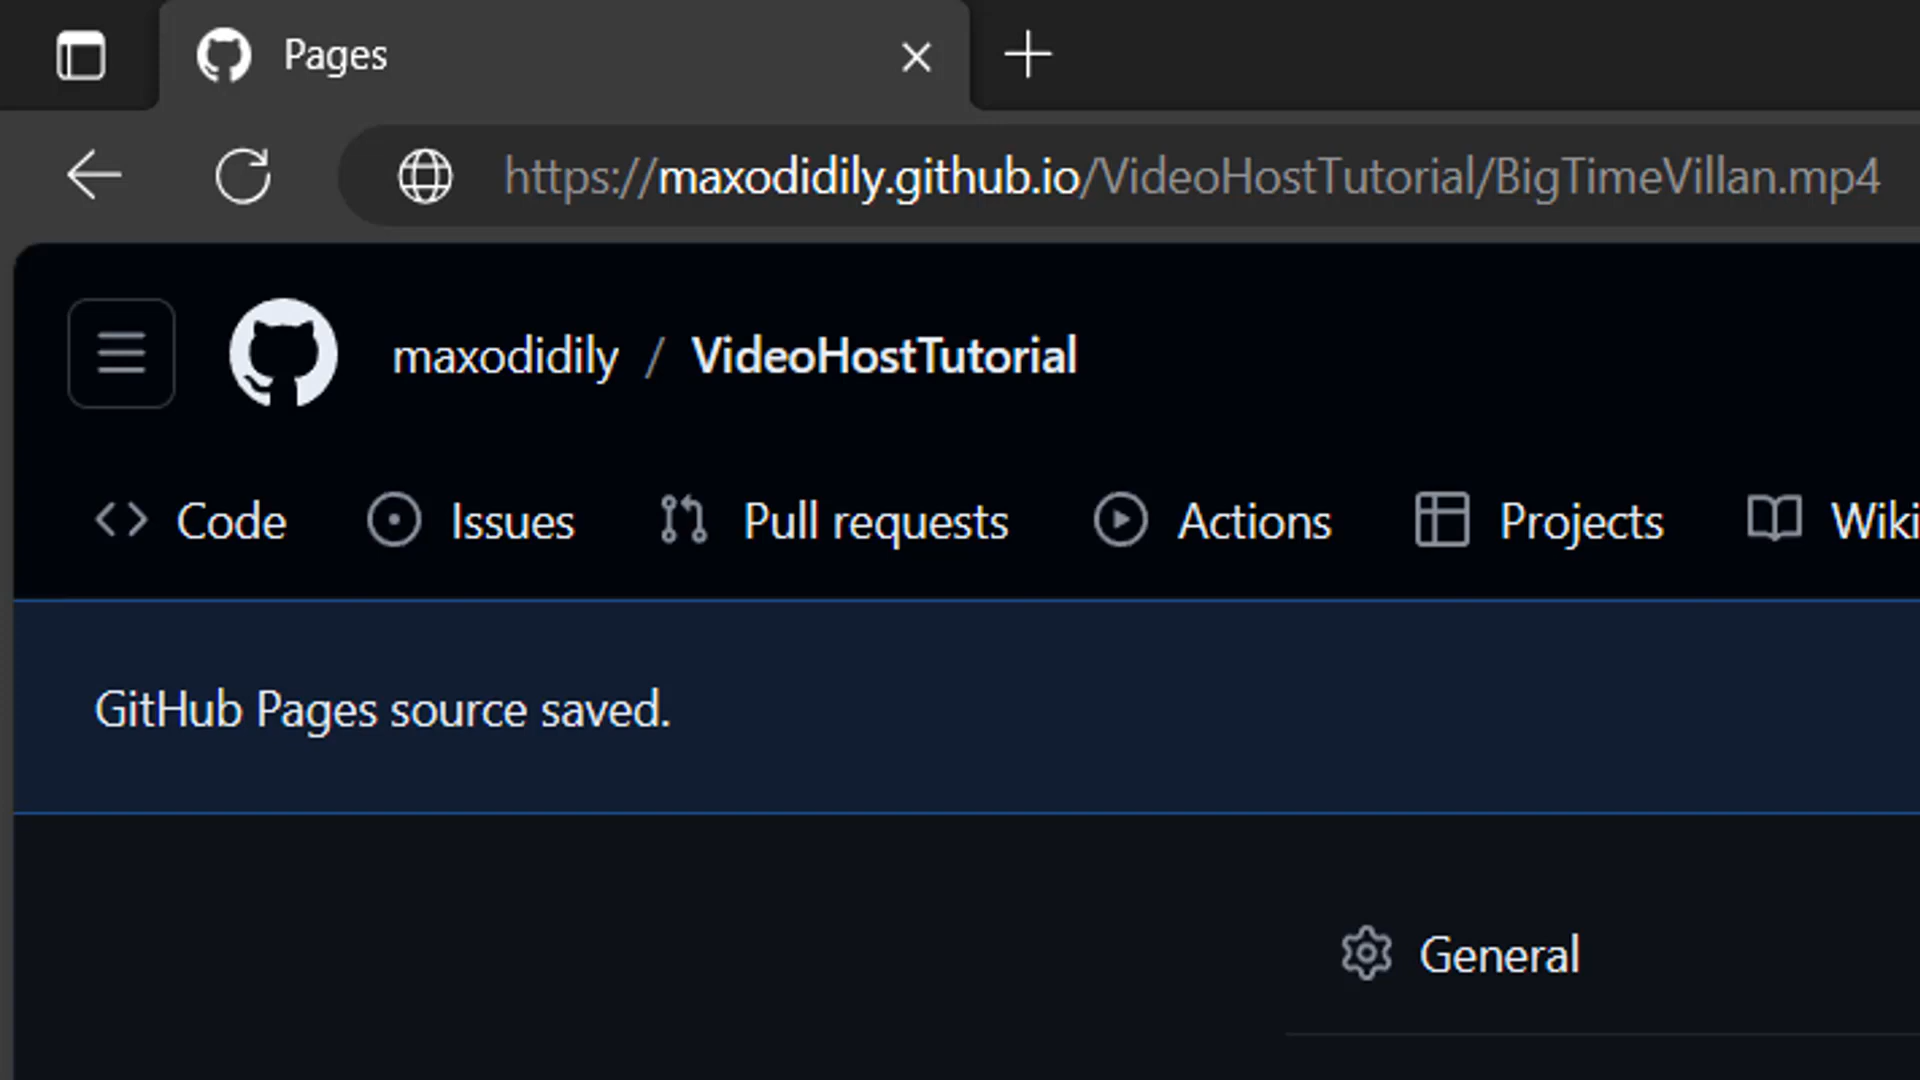 Pages
https://maxodidily.github.io/VideoHostTutorial/BigTimeVillan.mp4
maxodidily / VideoHostTutorial
Code Issues Pull requests Actions Projects Wiki
GitHub Pages source saved.
General